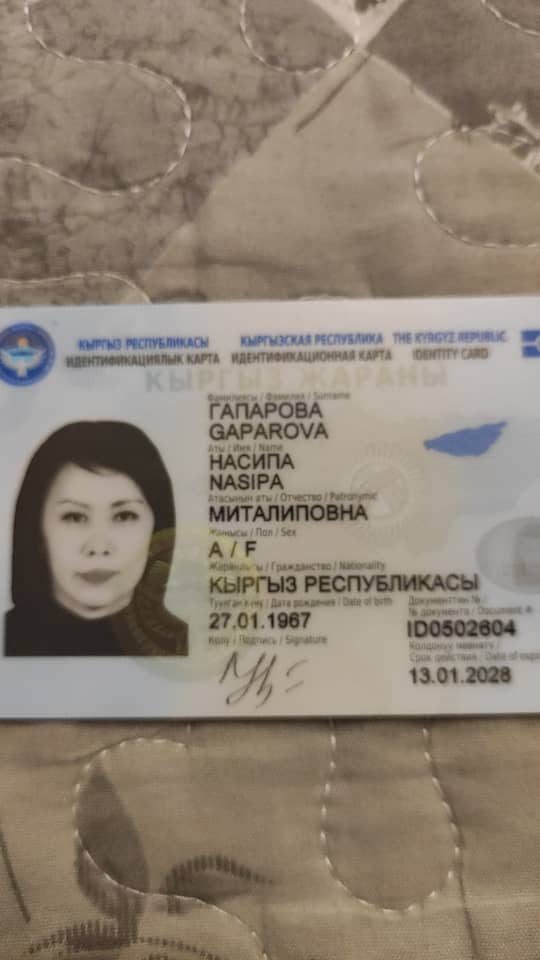 КЫРГЫЗ РЕСПУБЛИКАСЫ КЫРГЫЗСКАЯ РЕСПУБЛИКА THE KYRGYZ REPUBLIC
ИДЕНТИФИКАЦИЯЛЫК КАРТА ИДЕНТИФИКАЦИОННАЯ КАРТА IDENTITY CARD
КЫРГЫЗ ЖАРАНЫ
Фамилиясы / Фамилия / Surname
ГАПАРОВА
GAPAROVA
Аты / Имя / Name
НАСИПА
NASIPA
Атасынын аты / Отчество / Patronymic
МИТАЛИПОВНА
Жынысы / Пол / Sex
А / F
Жарандыгы / Гражданство / Nationality
КЫРГЫЗ РЕСПУБЛИКАСЫ
Туулган күнү / Дата рождения / Date of birth
27.01.1967
Документтин № /
№ документа / Document #
ID0502604
Колу / Подпись / Signature
Колдонуу мөөнөтү /
Срок действия / Date of
13.01.2028